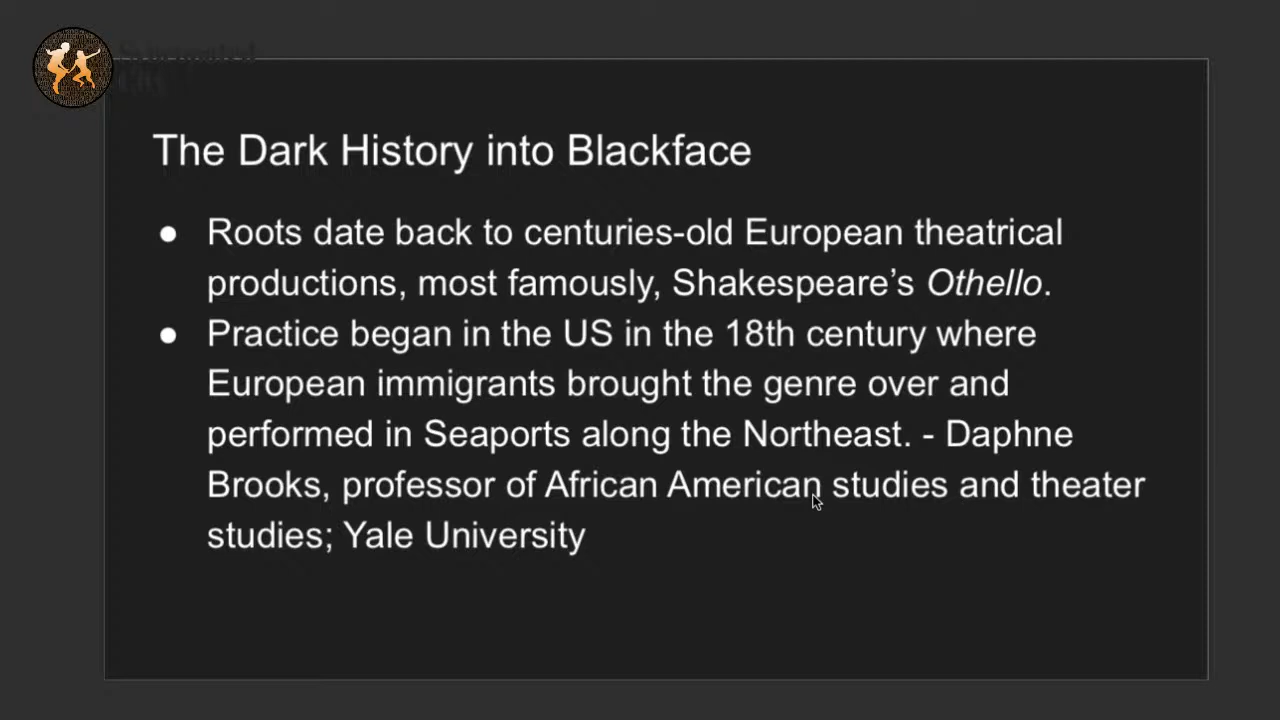 The Dark History into Blackface
● Roots date back to centuries-old European theatrical
productions, most famously, Shakespeare’s Othello.
● Practice began in the US in the 18th century where
European immigrants brought the genre over and
performed in Seaports along the Northeast. - Daphne
Brooks, professor of African American studies and theater
studies; Yale University